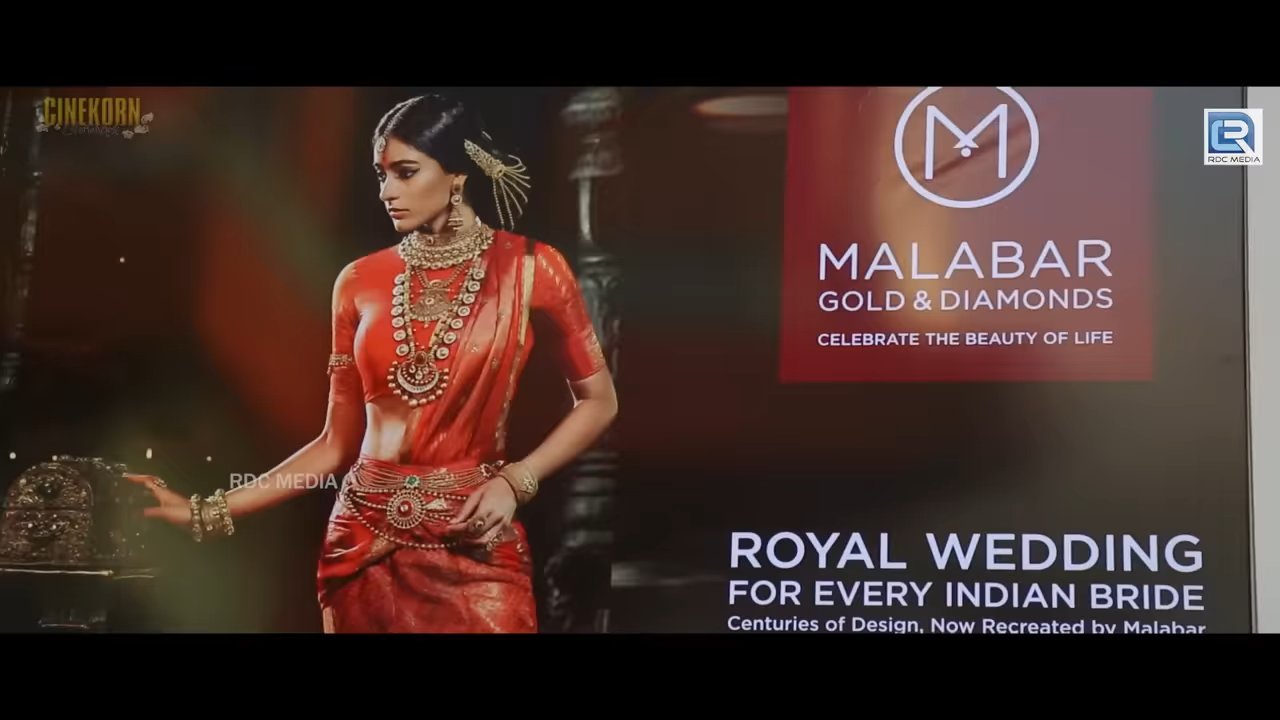 CINEKORN
RDC MEDIA
MALABAR
GOLD & DIAMONDS
CELEBRATE THE BEAUTY OF LIFE
RDC MEDIA
ROYAL WEDDING
FOR EVERY INDIAN BRIDE
Centuries of Design, Now Recreated by Malabar